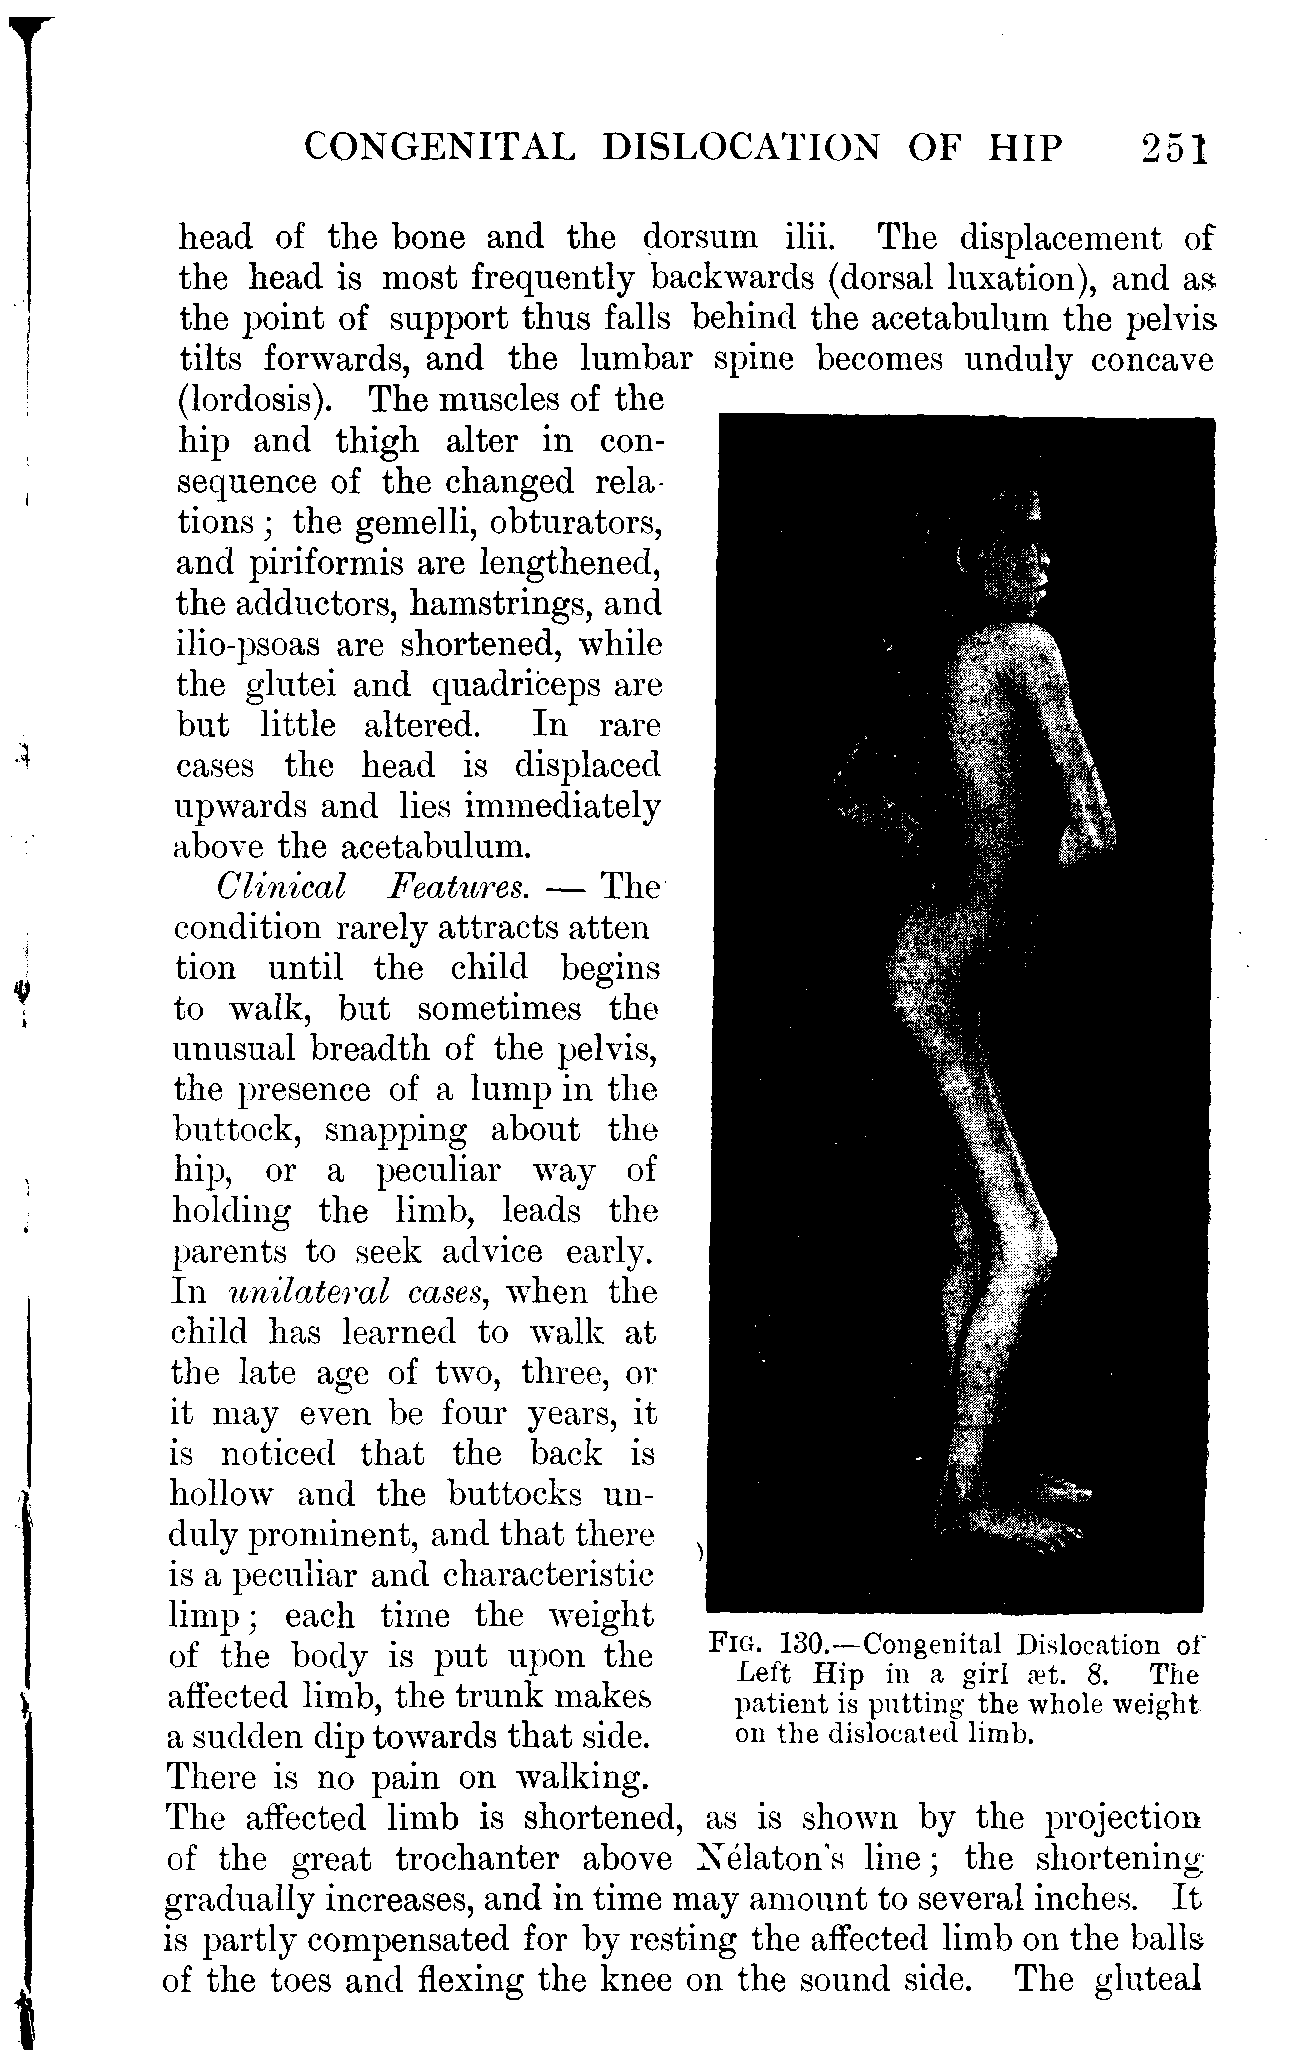 CONGENITAL DISLOCATION OF HIP 251
head of the bone and the dorsum ilii. The displacement of
the head is most frequently backwards (dorsal luxation), and as
the point of support thus falls behind the acetabulum the pelvis
tilts forwards, and the lumbar spine becomes unduly concave
(lordosis). The muscles of the
hip and thigh alter in con-
sequence of the changed rela-
tions ; the gemelli, obturators,
and piriformis are lengthened,
the adductors, hamstrings, and
ilio-psoas are shortened, while
the glutei and quadriceps are
but little altered. In rare
cases the head is displaced
upwards and lies immediately
above the acetabulum.
Clinical Features. — The
condition rarely attracts atten
tion until the child begins
to walk, but sometimes the
unusual breadth of the pelvis,
the presence of a lump in the
buttock, snapping about the
hip, or a peculiar way of
holding the limb, leads the
parents to seek advice early.
In unilateral cases, when the
child has learned to walk at
the late age of two, three, or
it may even be four years, it
is noticed that the back is
hollow and the buttocks un-
duly prominent, and that there
is a peculiar and characteristic
limp ; each time the weight
of the body is put upon the
affected limb, the trunk makes
a sudden dip towards that side.
There is no pain on walking.
FIG. 130.—Congenital Dislocation of
Left Hip in a girl æt. 8. The
patient is putting the whole weight
on the dislocated limb.
The affected limb is shortened, as is shown by the projection
of the great trochanter above Nélaton's line ; the shortening
gradually increases, and in time may amount to several inches. It
is partly compensated for by resting the affected limb on the balls
of the toes and flexing the knee on the sound side. The gluteal